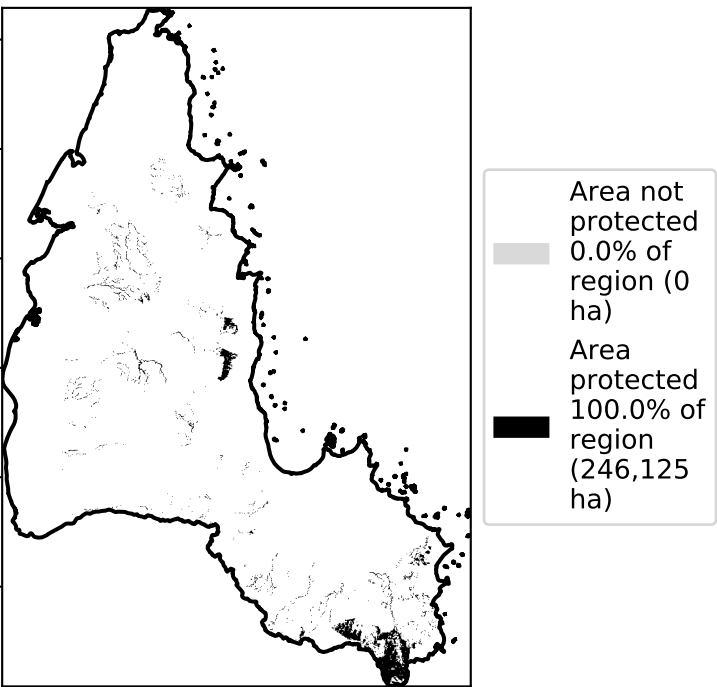 Area not
protected
0.0% of
region (0
ha)
Area
protected
100.0% of
region
(246,125
ha)